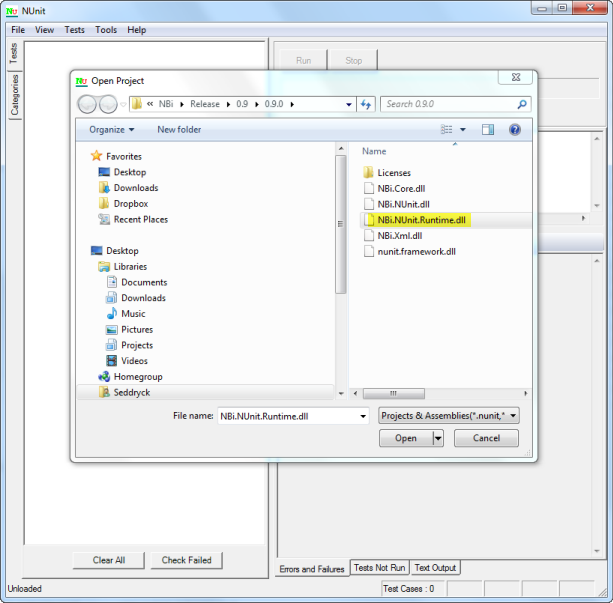 NUnit
File View Tests Tools Help
Tests
Categories
Run Stop
Open Project
« NBi Release 0.9 0.9.0
Search 0.9.0
Organize New folder
Favorites
Desktop
Downloads
Dropbox
Recent Places
Desktop
Libraries
Documents
Downloads
Music
Pictures
Projects
Videos
Homegroup
Seddryck
Name
Licenses
NBi.Core.dll
NBi.NUnit.dll
NBi.NUnit.Runtime.dll
NBi.Xml.dll
nunit.framework.dll
File name: NBi.NUnit.Runtime.dll
Projects & Assemblies(*.nunit,*
Open Cancel
Clear All Check Failed
Errors and Failures Tests Not Run Text Output
Unloaded
Test Cases : 0